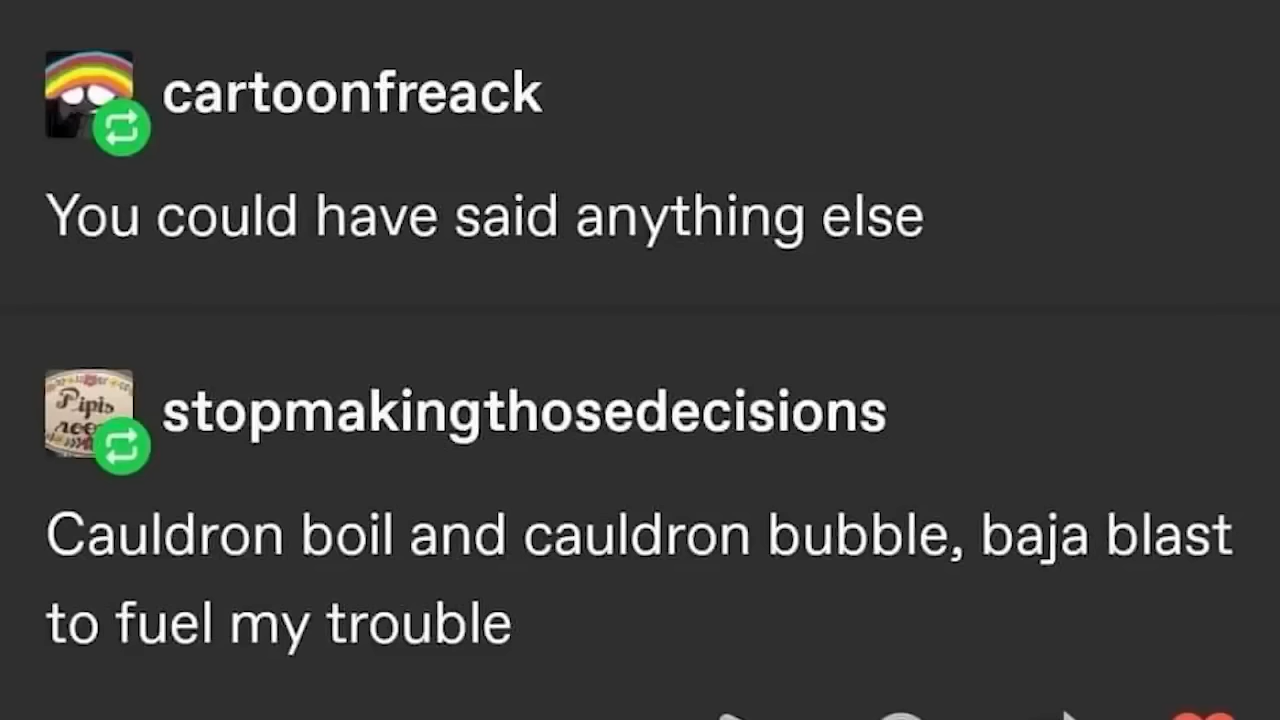 cartoonfreack
You could have said anything else
Pipis
stopmakingthosedecisions
Cauldron boil and cauldron bubble, baja blast
to fuel my trouble